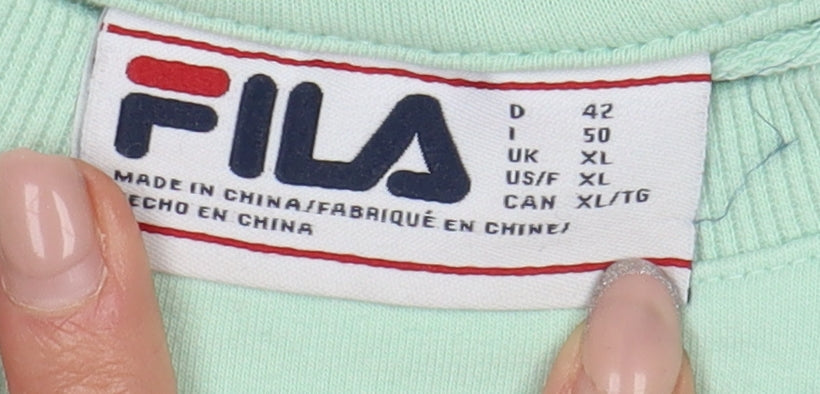 FILA
D 42
I 50
UK XL
US/F XL
CAN XL/TG
MADE IN CHINA/FABRIQUÉ EN CHINE/
ECHO EN CHINA